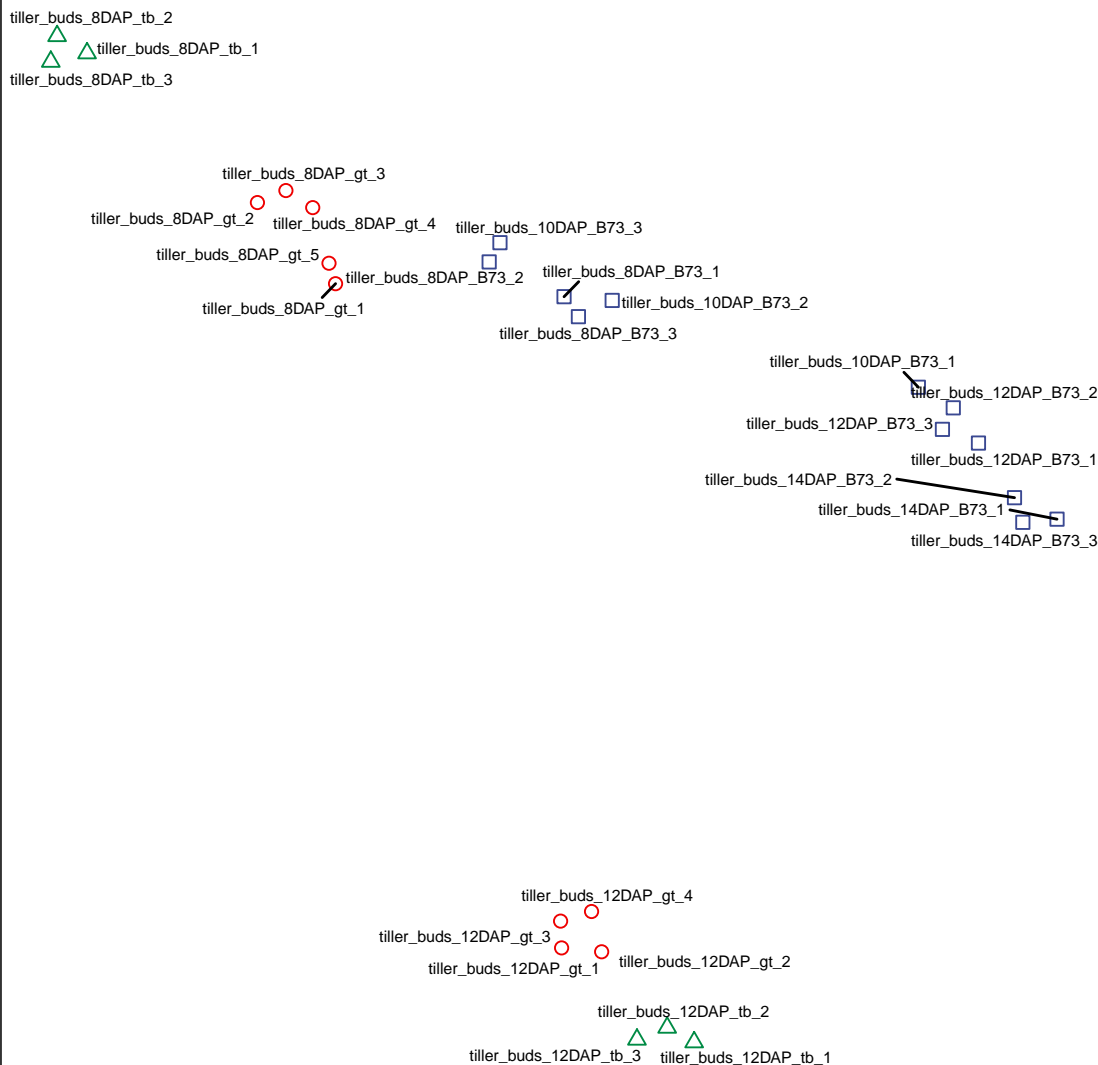 tiller_buds_8DAP_tb_2
tiller_buds_8DAP_tb_1
tiller_buds_8DAP_tb_3
tiller_buds_8DAP_gt_3
tiller_buds_8DAP_gt_2
tiller_buds_8DAP_gt_4
tiller_buds_10DAP_B73_3
tiller_buds_8DAP_gt_5
tiller_buds_8DAP_B73_2
tiller_buds_8DAP_B73_1
tiller_buds_10DAP_B73_2
tiller_buds_8DAP_gt_1
tiller_buds_8DAP_B73_3
tiller_buds_10DAP_B73_1
tiller_buds_12DAP_B73_2
tiller_buds_12DAP_B73_3
tiller_buds_12DAP_B73_1
tiller_buds_14DAP_B73_2
tiller_buds_14DAP_B73_1
tiller_buds_14DAP_B73_3
tiller_buds_12DAP_gt_4
tiller_buds_12DAP_gt_3
tiller_buds_12DAP_gt_2
tiller_buds_12DAP_gt_1
tiller_buds_12DAP_tb_2
tiller_buds_12DAP_tb_3
tiller_buds_12DAP_tb_1